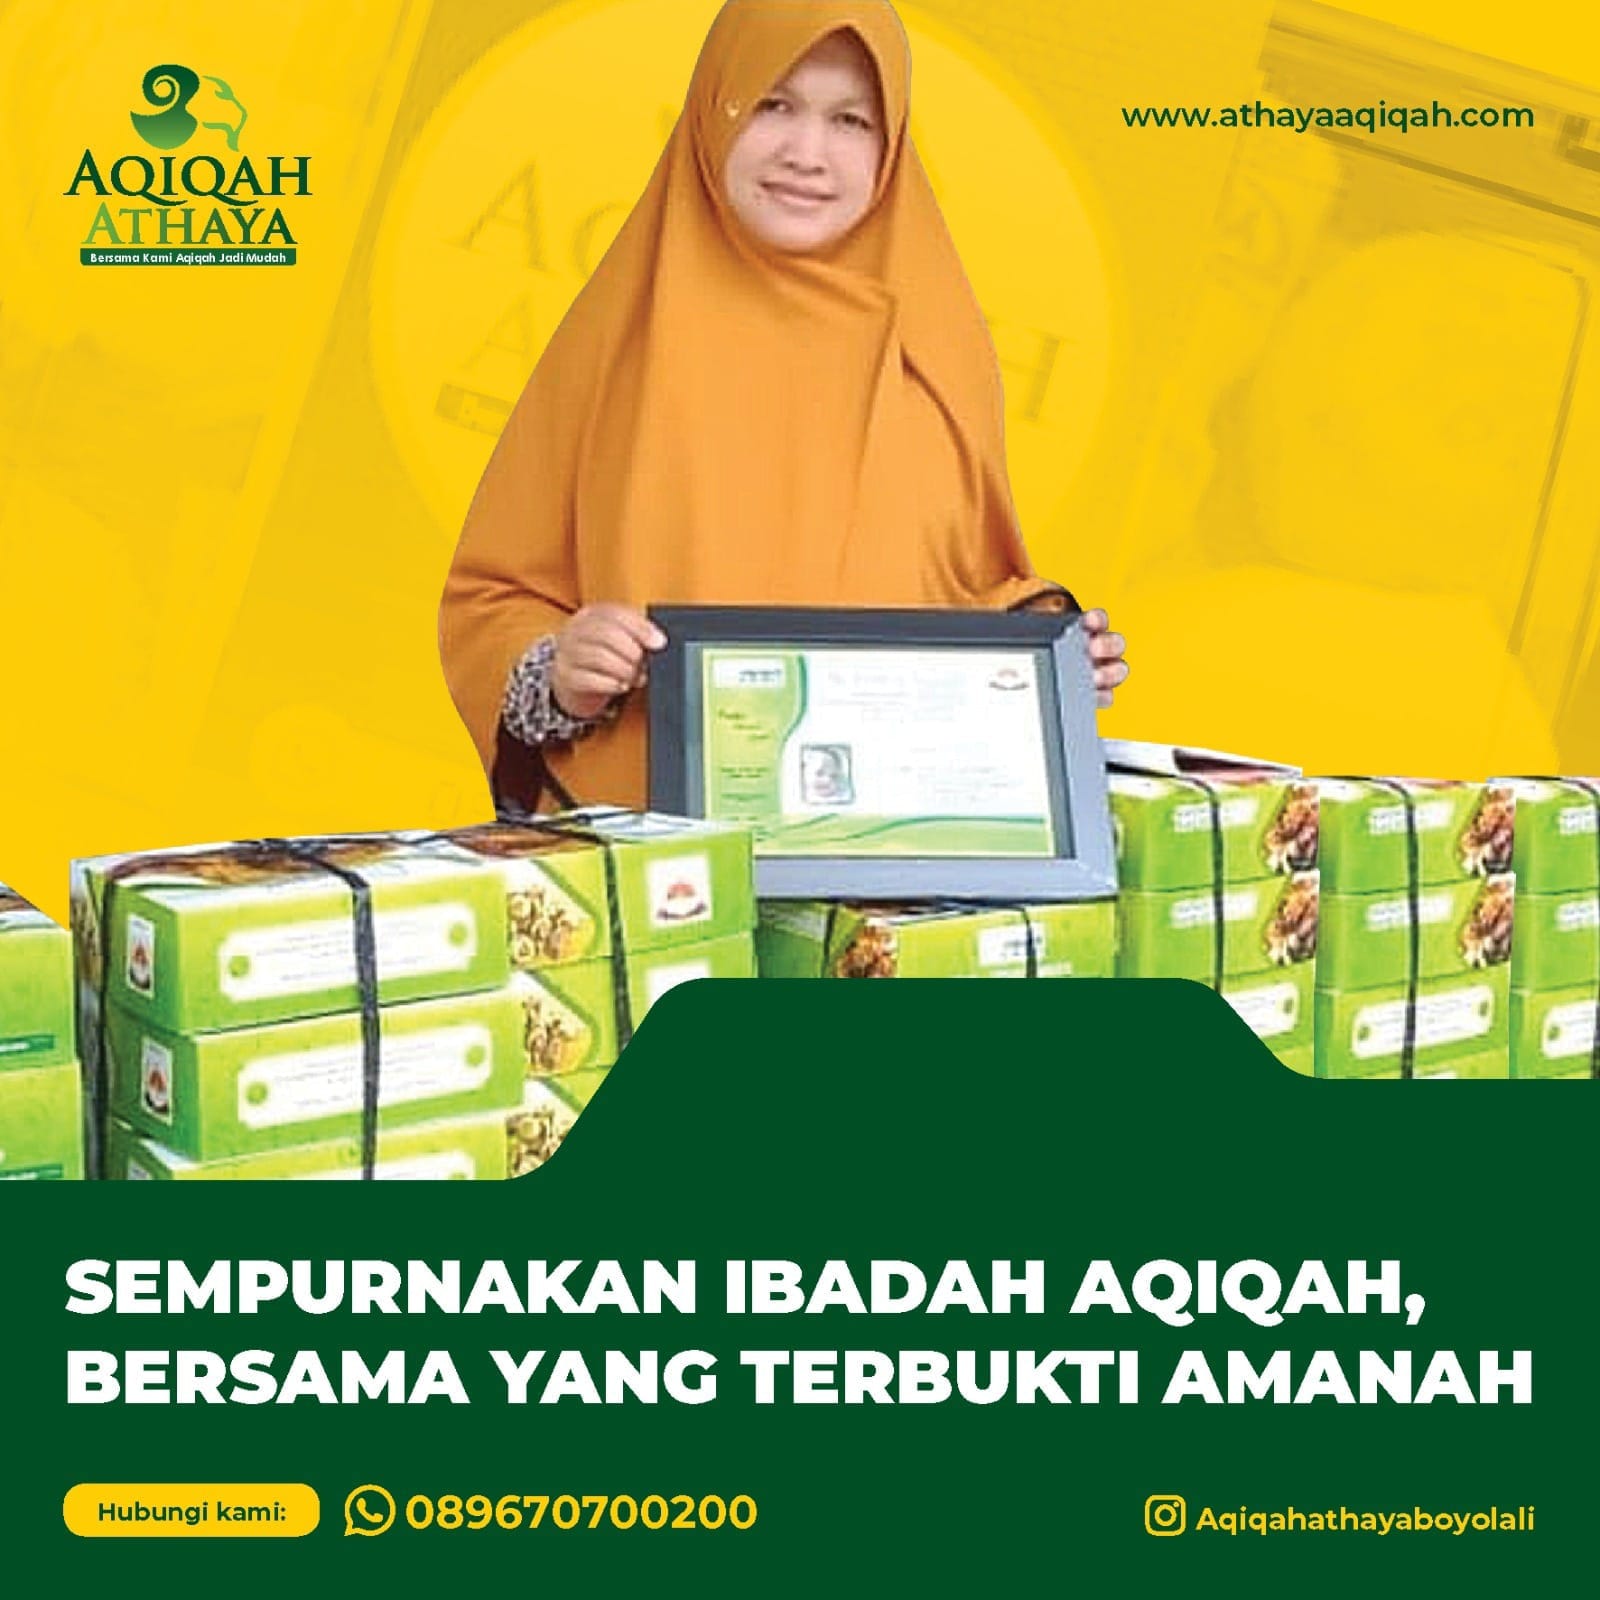 AQIQAH
ATHAYA
Bersama Kami Aqiqah Jadi Mudah
www.athayaaqiqah.com
SEMPURNAKAN IBADAH AQIQAH,
BERSAMA YANG TERBUKTI AMANAH
Hubungi kami:
089670700200
Aqiqahathayaboyolali